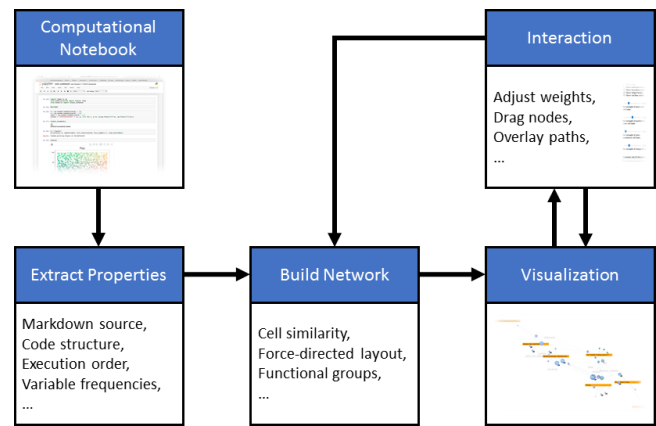 Computational
Notebook
Interaction
Adjust weights,
Drag nodes,
Overlay paths,
...
Extract Properties
Build Network
Visualization
Markdown source,
Code structure,
Execution order,
Variable frequencies,
...
Cell similarity,
Force-directed layout,
Functional groups,
...